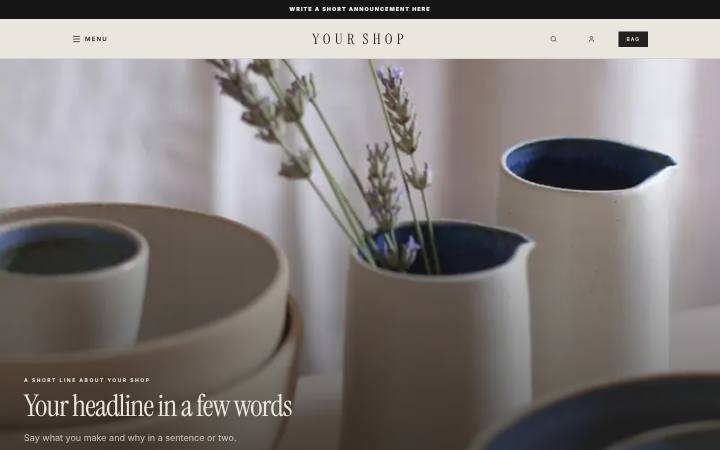 WRITE A SHORT ANNOUNCEMENT HERE
MENU
YOUR SHOP
BAG
A SHORT LINE ABOUT YOUR SHOP
Your headline in a few words
Say what you make and why in a sentence or two.